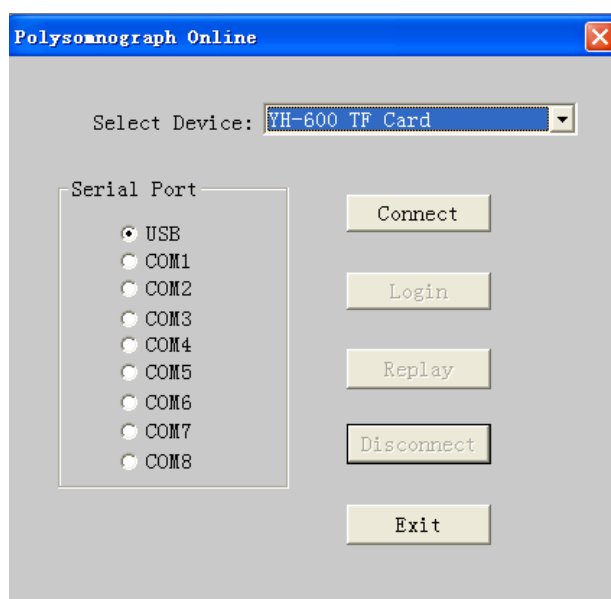 Polysomnograph Online
Select Device: YH-600 TF Card
Serial Port
USB
COM1
COM2
COM3
COM4
COM5
COM6
COM7
COM8
Connect
Login
Replay
Disconnect
Exit